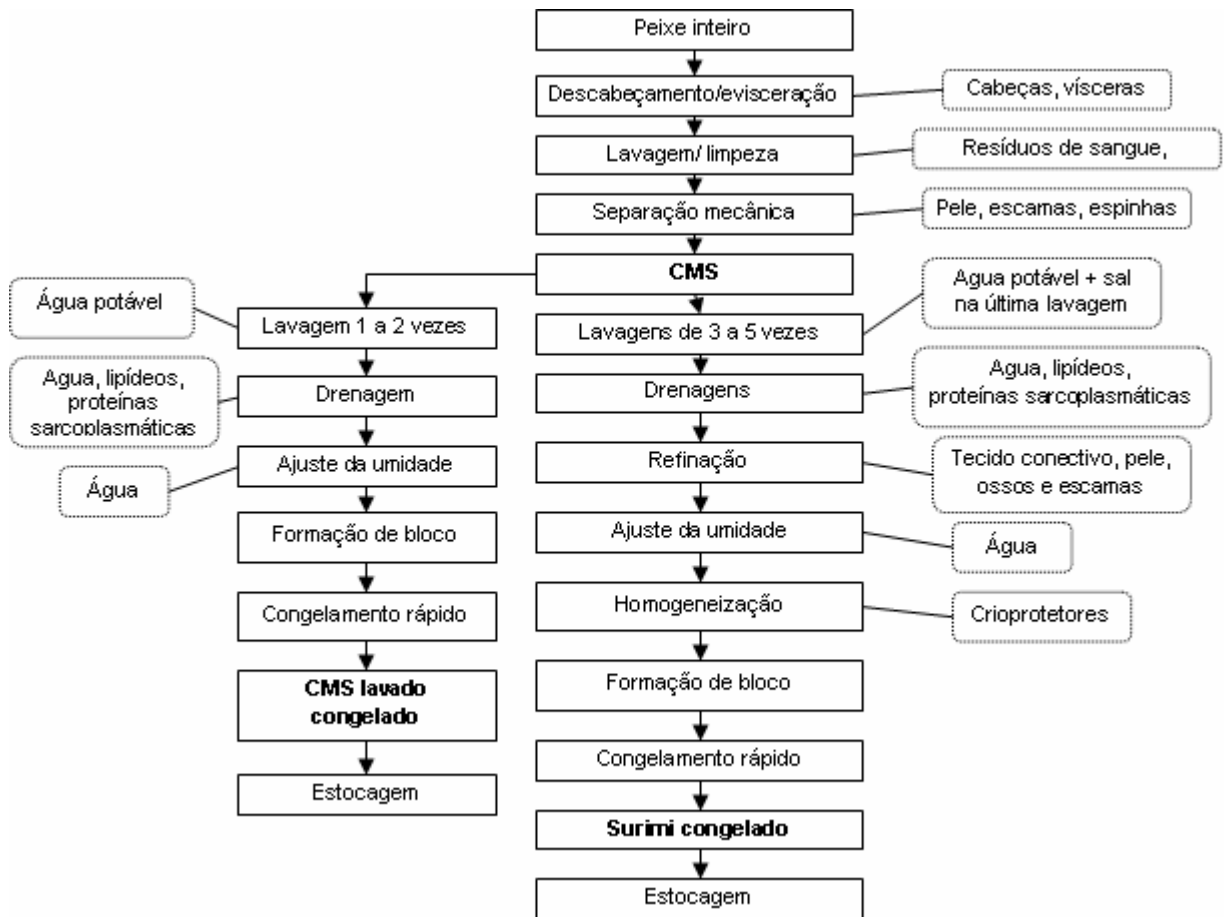 Peixe inteiro
Descabeçamento/evisceração
Cabeças, vísceras
Lavagem/ limpeza
Resíduos de sangue,
Separação mecânica
Pele, escamas, espinhas
CMS
Água potável
Lavagem 1 a 2 vezes
Agua, lipídeos,
proteínas
sarcoplasmáticas
Drenagem
Água
Ajuste da umidade
Formação de bloco
Congelamento rápido
CMS lavado
congelado
Estocagem
Agua potável + sal
na última lavagem
Lavagens de 3 a 5 vezes
Drenagens
Agua, lipídeos,
proteínas sarcoplasmáticas
Refinação
Tecido conectivo, pele,
ossos e escamas
Ajuste da umidade
Água
Homogeneização
Crioprotetores
Formação de bloco
Congelamento rápido
Surimi congelado
Estocagem